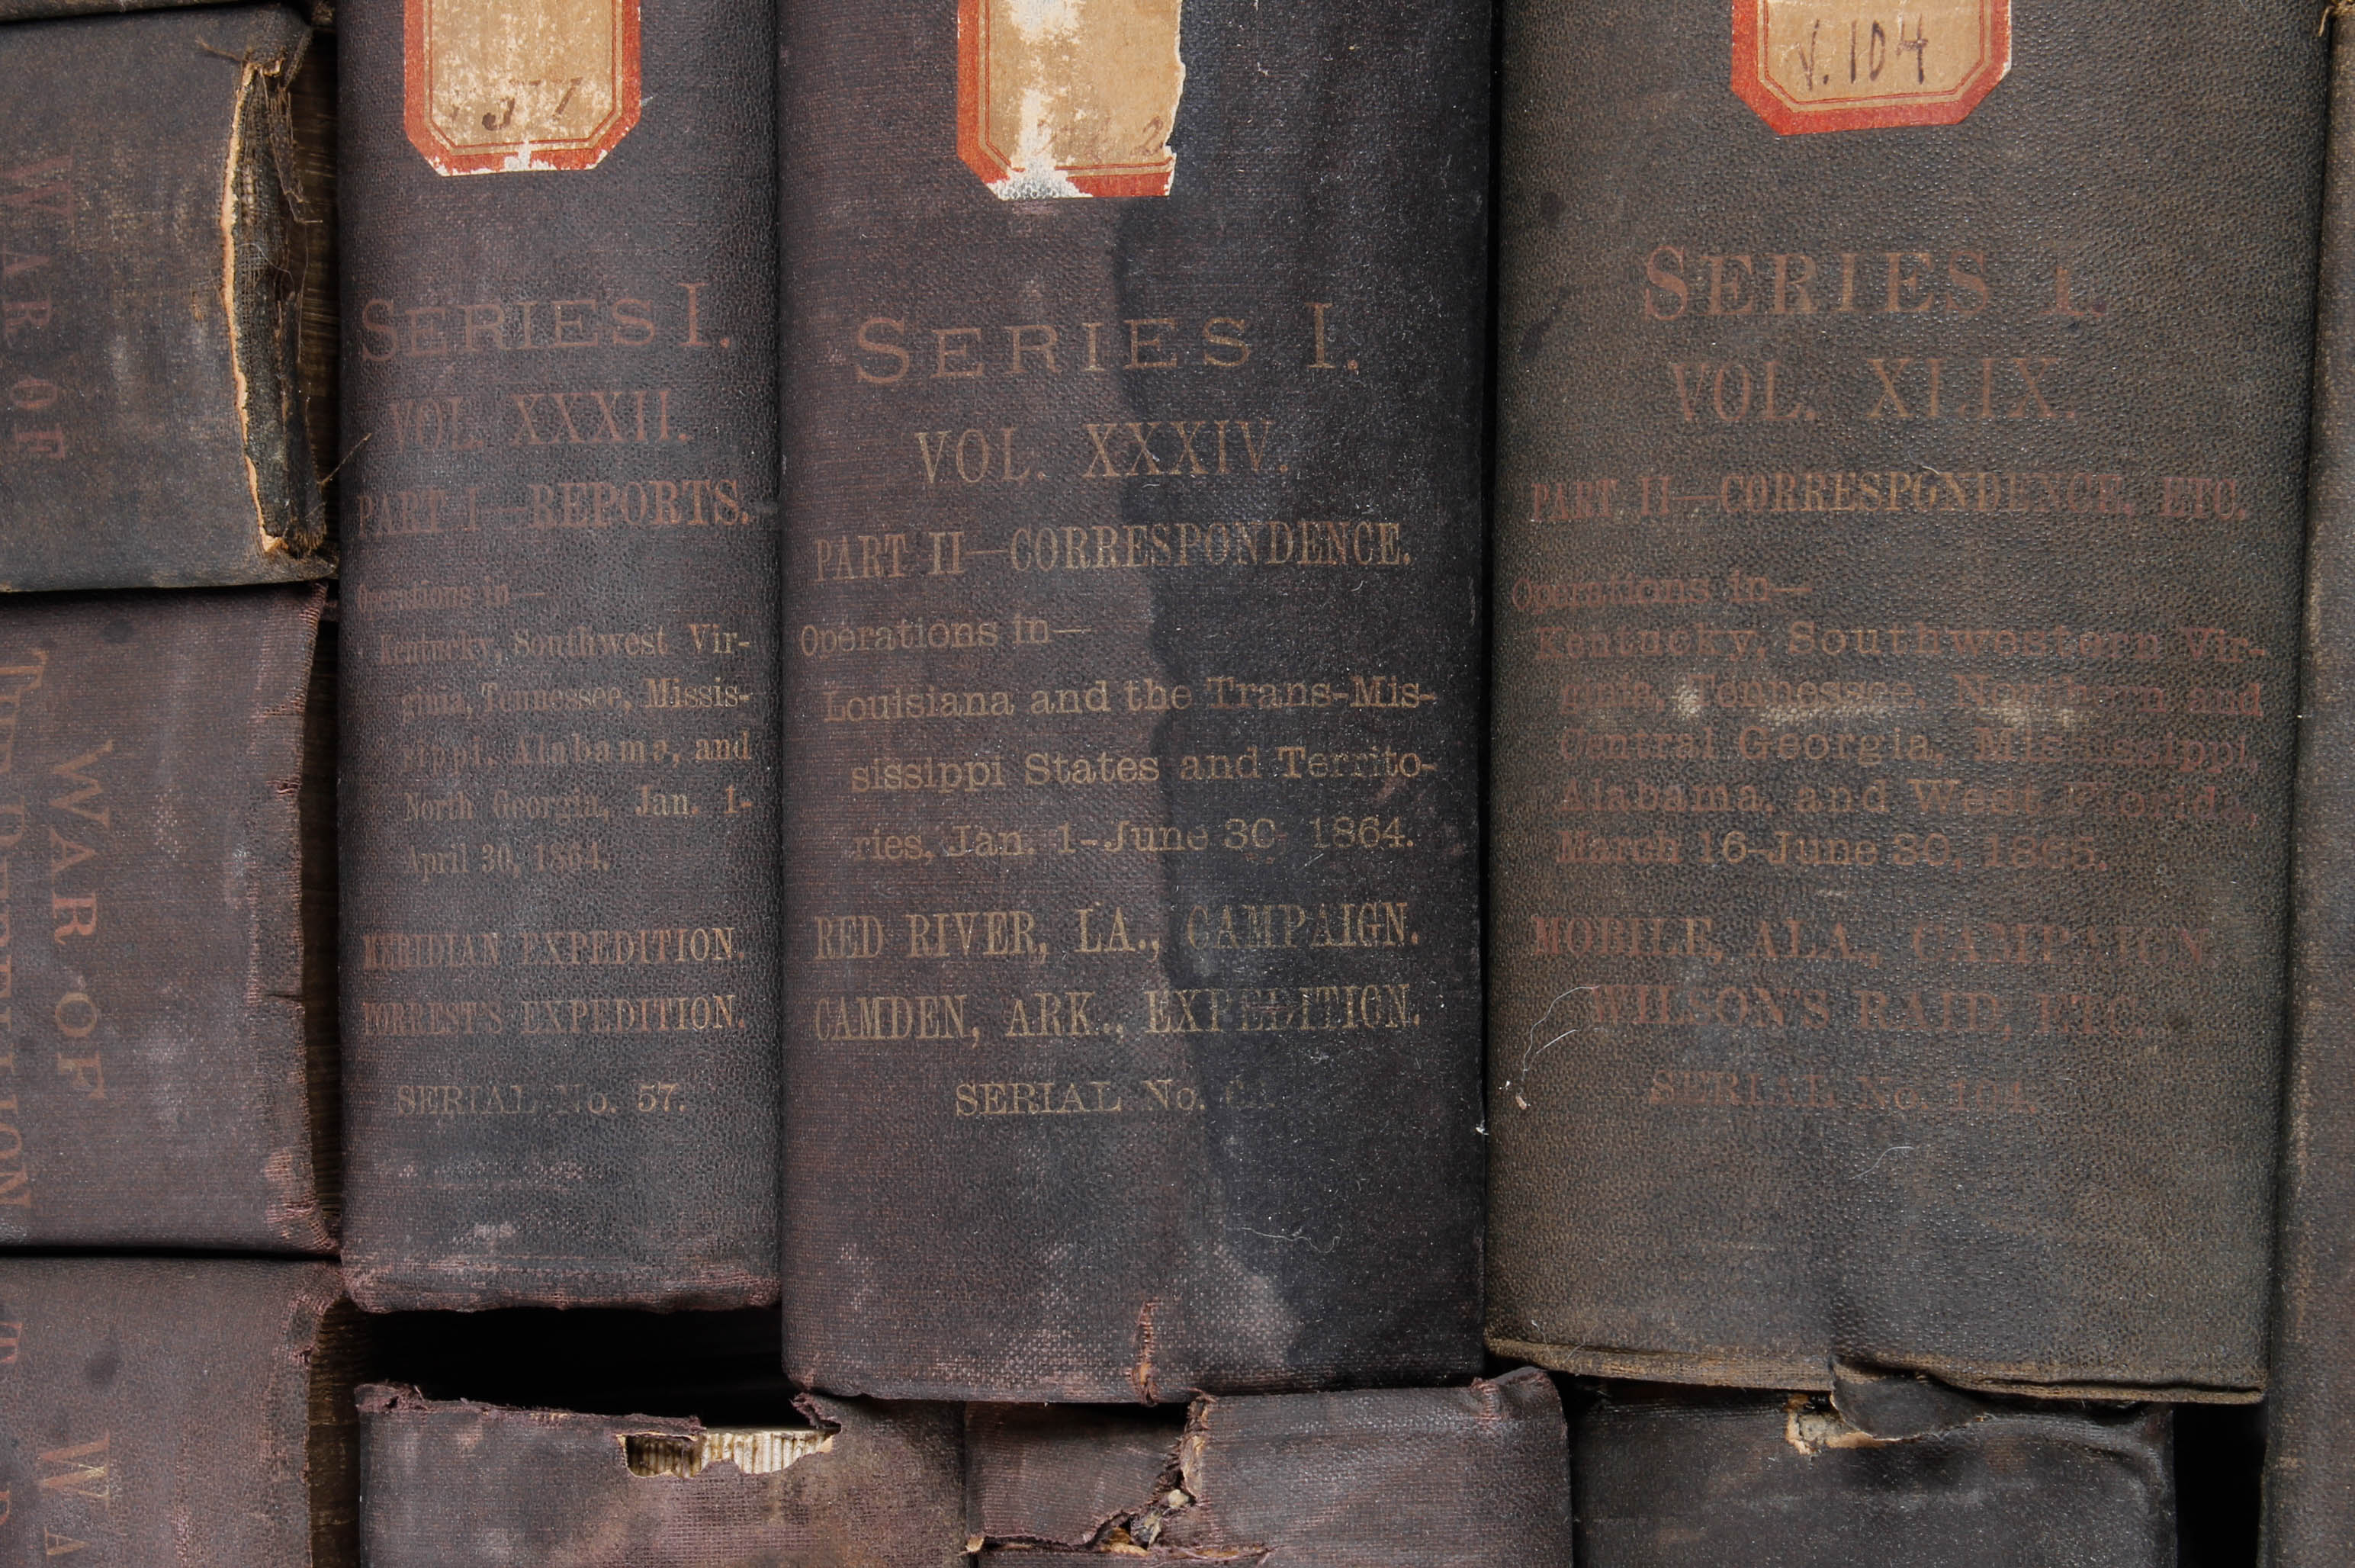 WAR OF
WAR OF
THE REBELLION
WA
57
SERIES I.
VOL. XXXII.
PART I—REPORTS.
Operations in—
Kentucky, Southwest Vir-
ginia, Tennessee, Missis-
sippi, Alabama, and
North Georgia, Jan. 1-
April 30, 1864.
MERIDIAN EXPEDITION.
FORREST'S EXPEDITION.
SERIAL No. 57.
2
SERIES I.
VOL. XXXIV.
PART II—CORRESPONDENCE.
Operations in—
Louisiana and the Trans-Mis-
sissippi States and Territo-
ries, Jan. 1-June 30, 1864.
RED RIVER, LA., CAMPAIGN.
CAMDEN, ARK., EXPEDITION.
SERIAL No.
V. 104
SERIES I.
VOL. XLIX.
PART II—CORRESPONDENCE, ETC.
Operations in—
Kentucky, Southwestern Vir-
ginia, Tennessee, Northern and
Central Georgia, Mississippi,
Alabama, and West Florida,
March 16-June 30, 1865.
MOBILE, ALA., CAMPAIGN
WILSON'S RAID, ETC.
SERIAL No. 104.